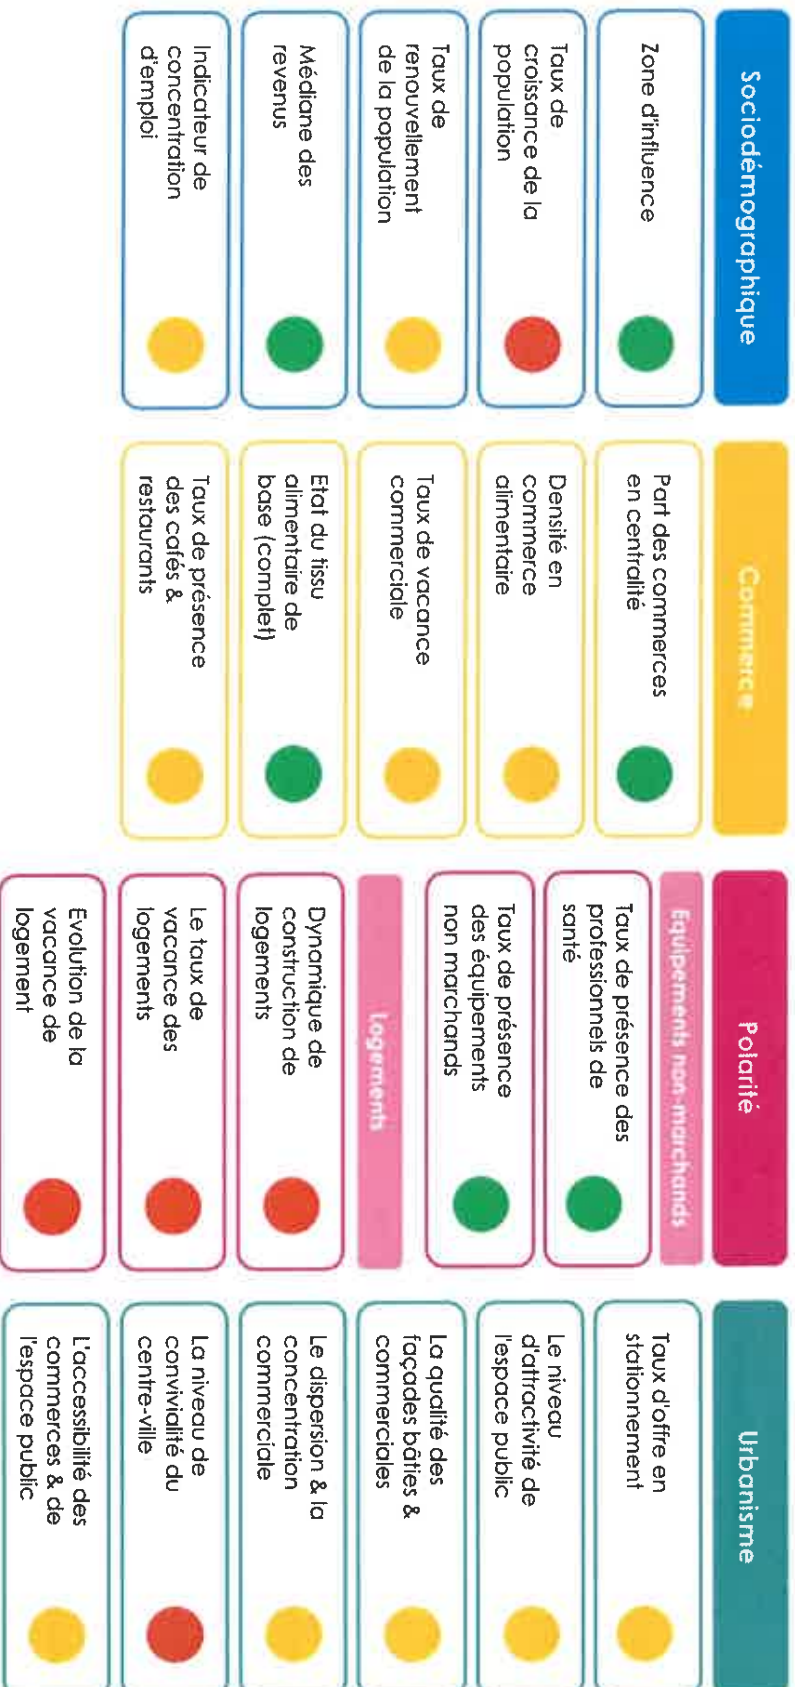 Sociodémographique
Zone d'influence
Taux de
croissance de la
population
Taux de
renouvellement
de la population
Médiane des
revenus
Indicateur de
concentration
d'emploi
Commerce
Part des commerces
en centralité
Densité en
commerce
alimentaire
Taux de vacance
commerciale
Etat du tissu
alimentaire de
base (complet)
Taux de présence
des cafés &
restaurants
Polarité
Equipements non-marchands
Taux de présence des
professionnels de
santé
Taux de présence
des équipements
non marchands
Logements
Dynamique de
construction de
logements
Le taux de
vacance des
logements
Evolution de la
vacance de
logement
Urbanisme
Taux d'offre en
stationnement
Le niveau
d'attractivité de
l'espace public
La qualité des
façades bâties &
commerciales
Le dispersion & la
concentration
commerciale
La niveau de
convivialité du
centre-ville
L'accessibilité des
commerces & de
l'espace public